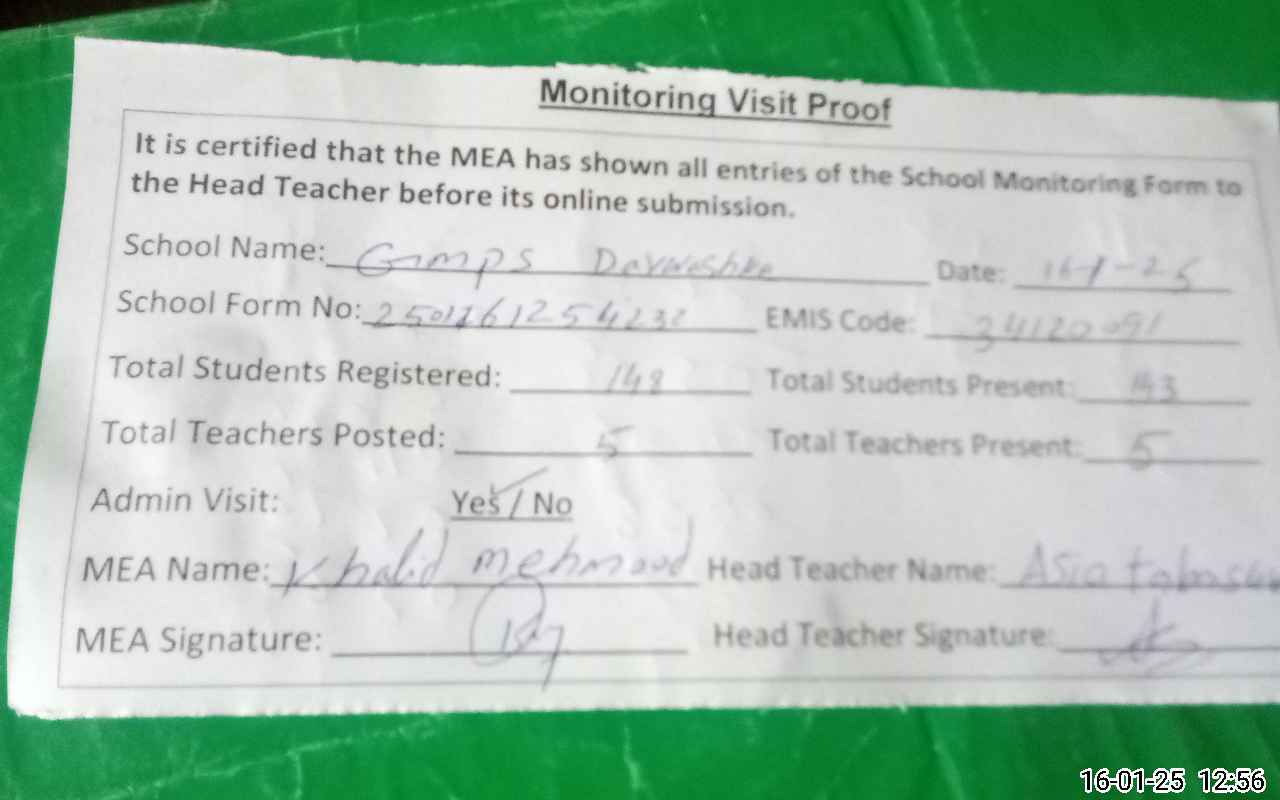 Monitoring Visit Proof
It is certified that the MEA has shown all entries of the School Monitoring Form to
the Head Teacher before its online submission.
School Name: GMPS Date: 16-1-25
School Form No: EMIS Code: 34120091
Total Students Registered: 148 Total Students Present: 143
Total Teachers Posted: 5 Total Teachers Present: 5
Admin Visit: Yes / No
MEA Name: Khalid mehmood Head Teacher Name: Asia
MEA Signature: Head Teacher Signature:
16-01-25 12:56